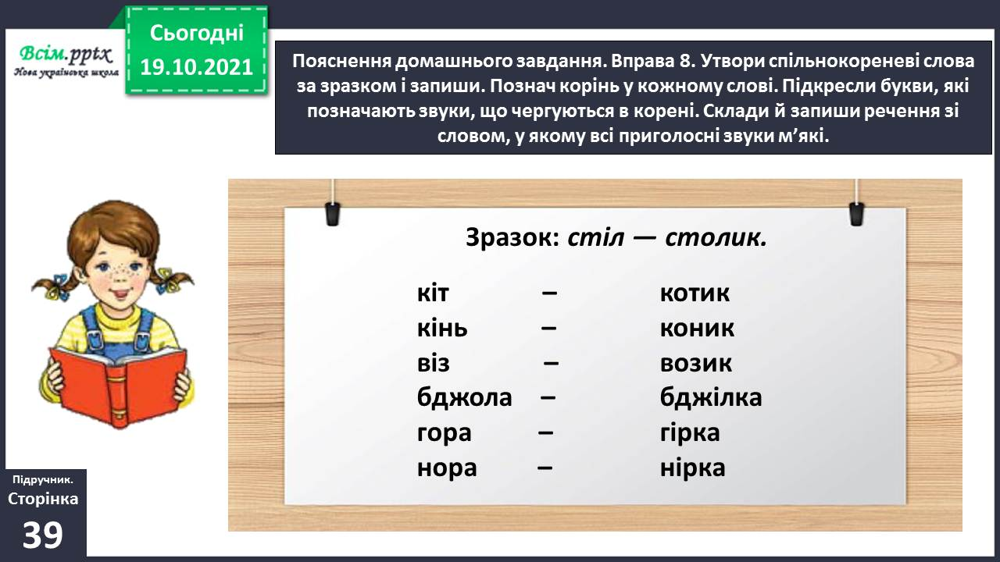 Сьогодні
19.10.2021
Всім.pptx
Нова українська школа
Пояснення домашнього завдання. Вправа 8. Утвори спільнокореневі слова
за зразком і запиши. Познач корінь у кожному слові. Підкресли букви, які
позначають звуки, що чергуються в корені. Склади й запиши речення зі
словом, у якому всі приголосні звуки м’які.
Зразок: стіл — столик.
кіт – котик
кінь – коник
віз – возик
бджола – бджілка
гора – гірка
нора – нірка
Підручник.
Сторінка
39